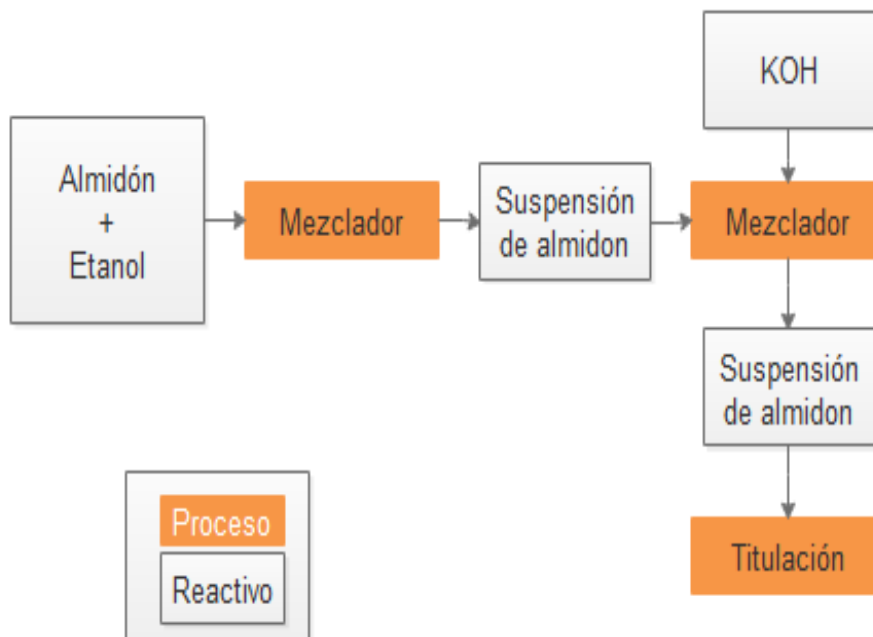 KOH
Almidón
+
Etanol
Mezclador
Suspensión
de almidon
Mezclador
Suspensión
de almidon
Titulación
Proceso
Reactivo